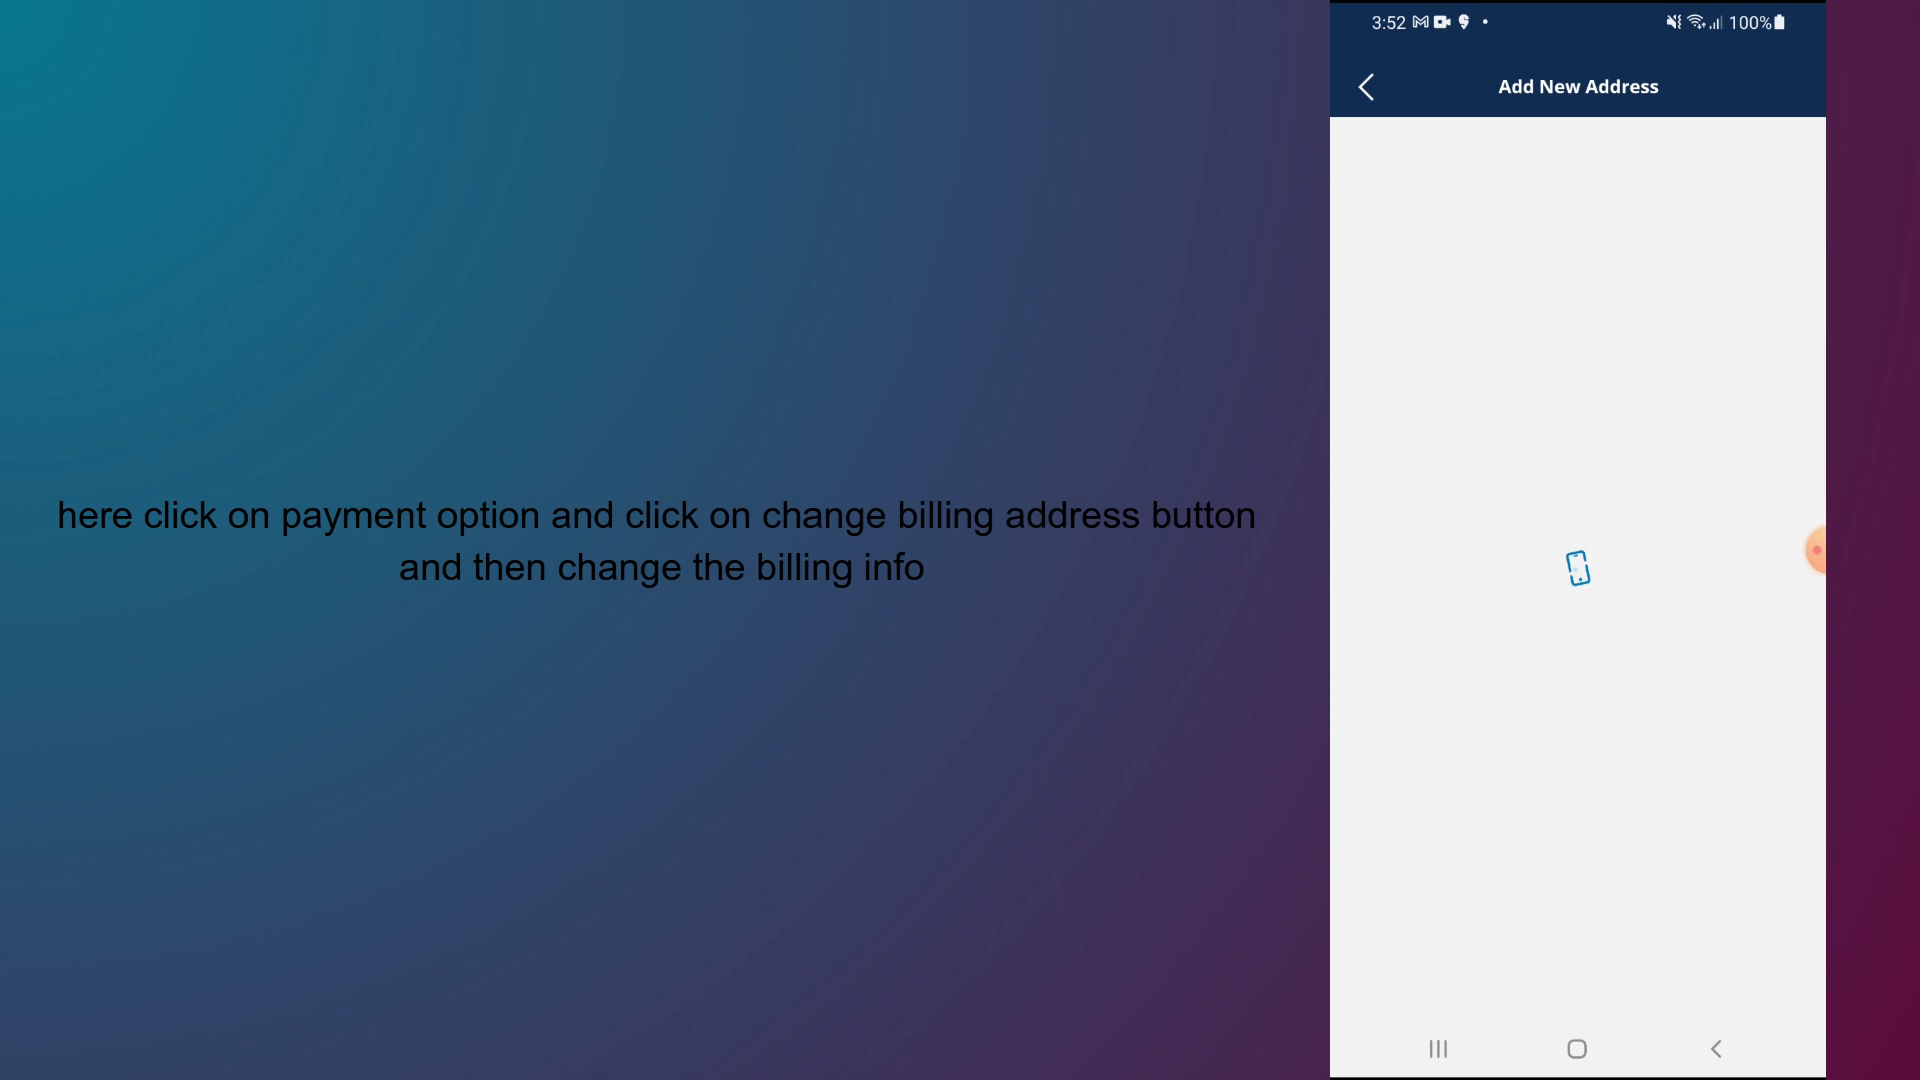 3:52
100%
Add New Address
here click on payment option and click on change billing address button
and then change the billing info